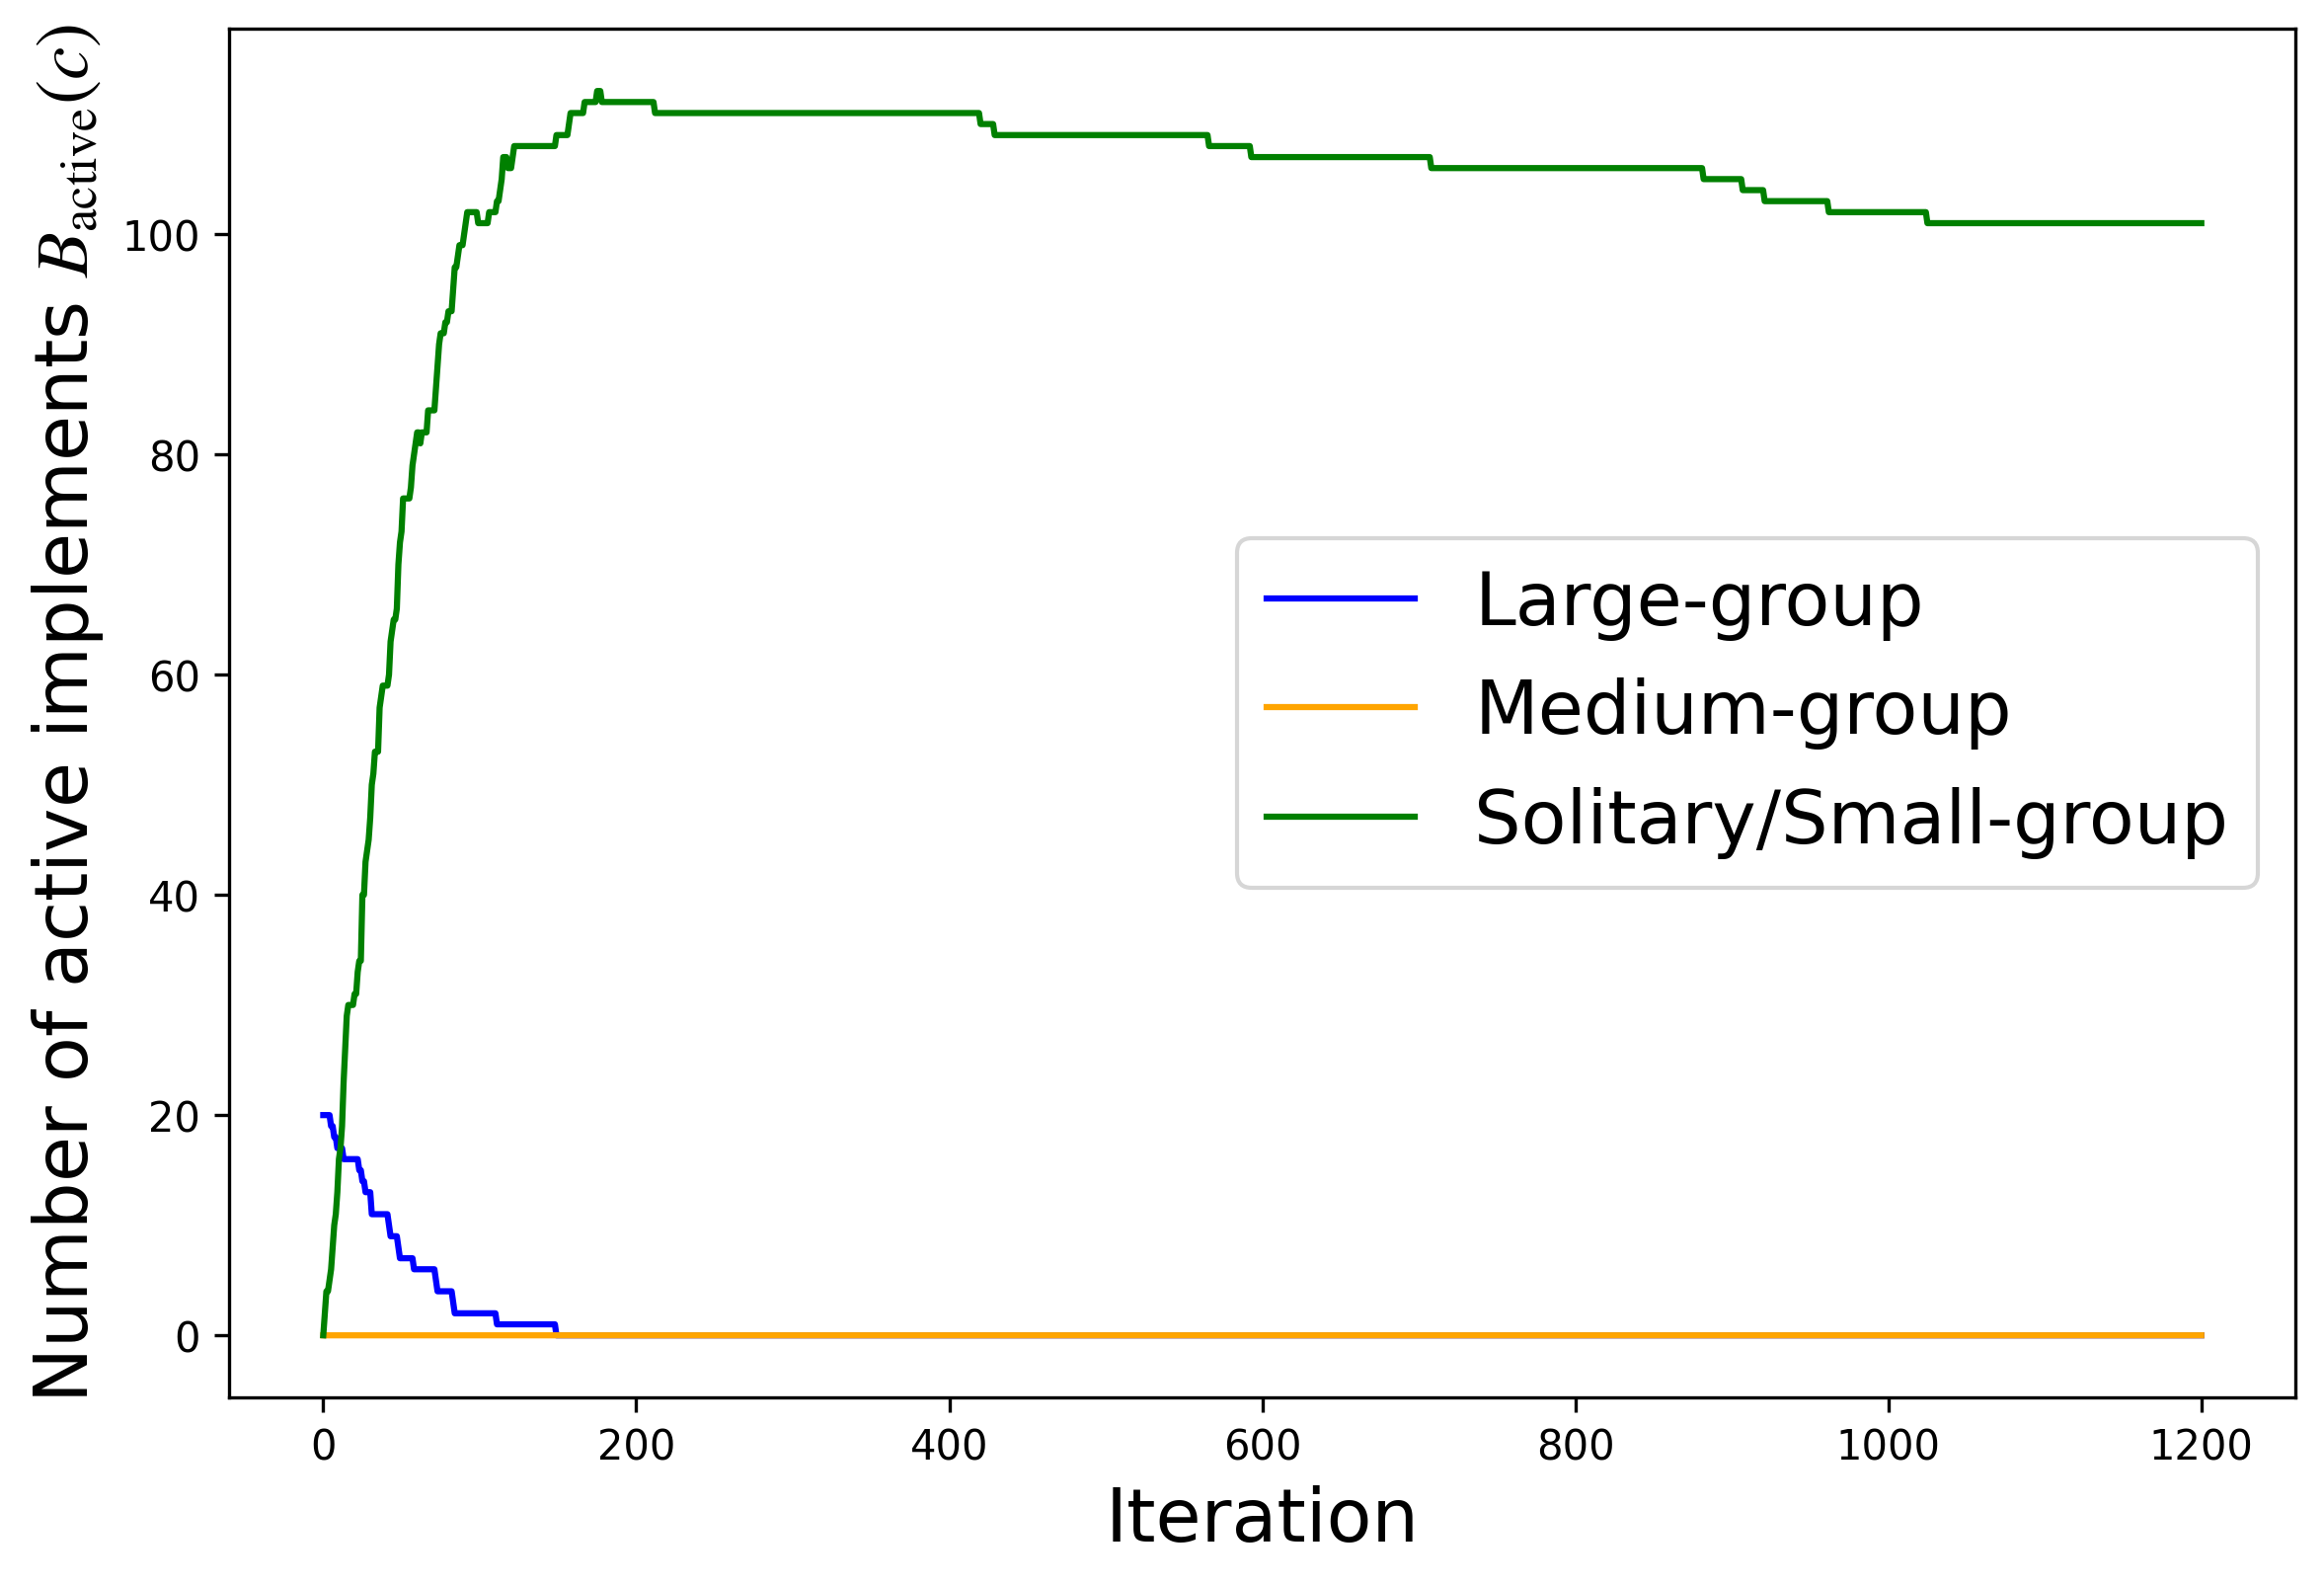 Number of active implements B_active(c)
100
80
60
40
20
0
Large-group
Medium-group
Solitary/Small-group
0 200 400 600 800 1000 1200
Iteration